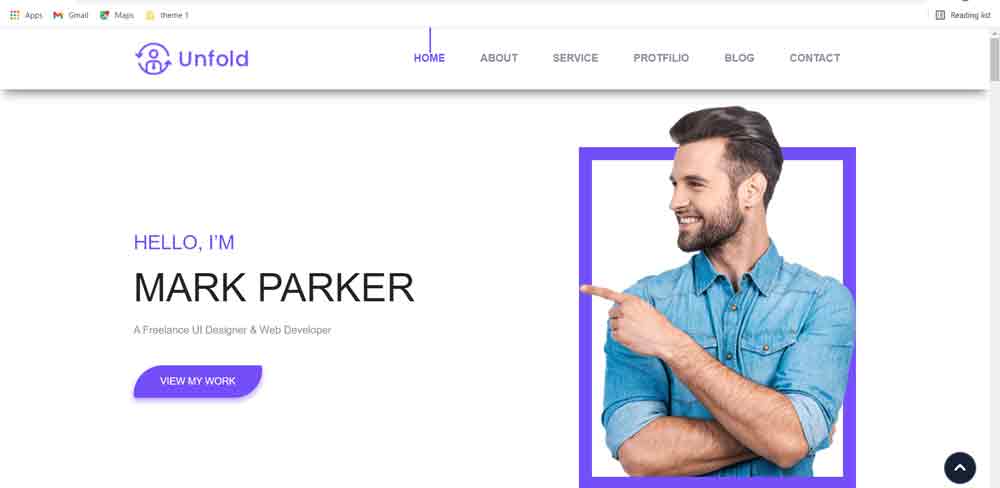 Apps Gmail Maps theme 1 Reading list
Unfold HOME ABOUT SERVICE PROTFILIO BLOG CONTACT
HELLO, I'M
MARK PARKER
A Freelance UI Designer & Web Developer
VIEW MY WORK